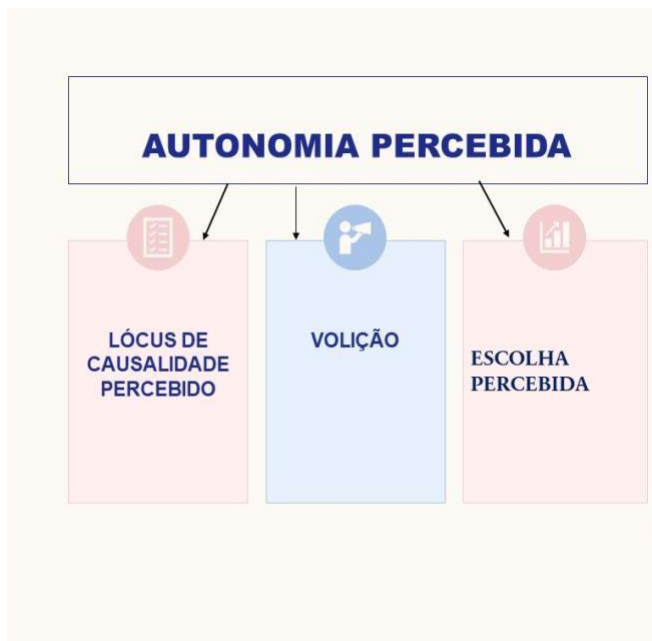 AUTONOMIA PERCEBIDA
LÓCUS DE
CAUSALIDADE
PERCEBIDO
VOLIÇÃO
ESCOLHA
PERCEBIDA